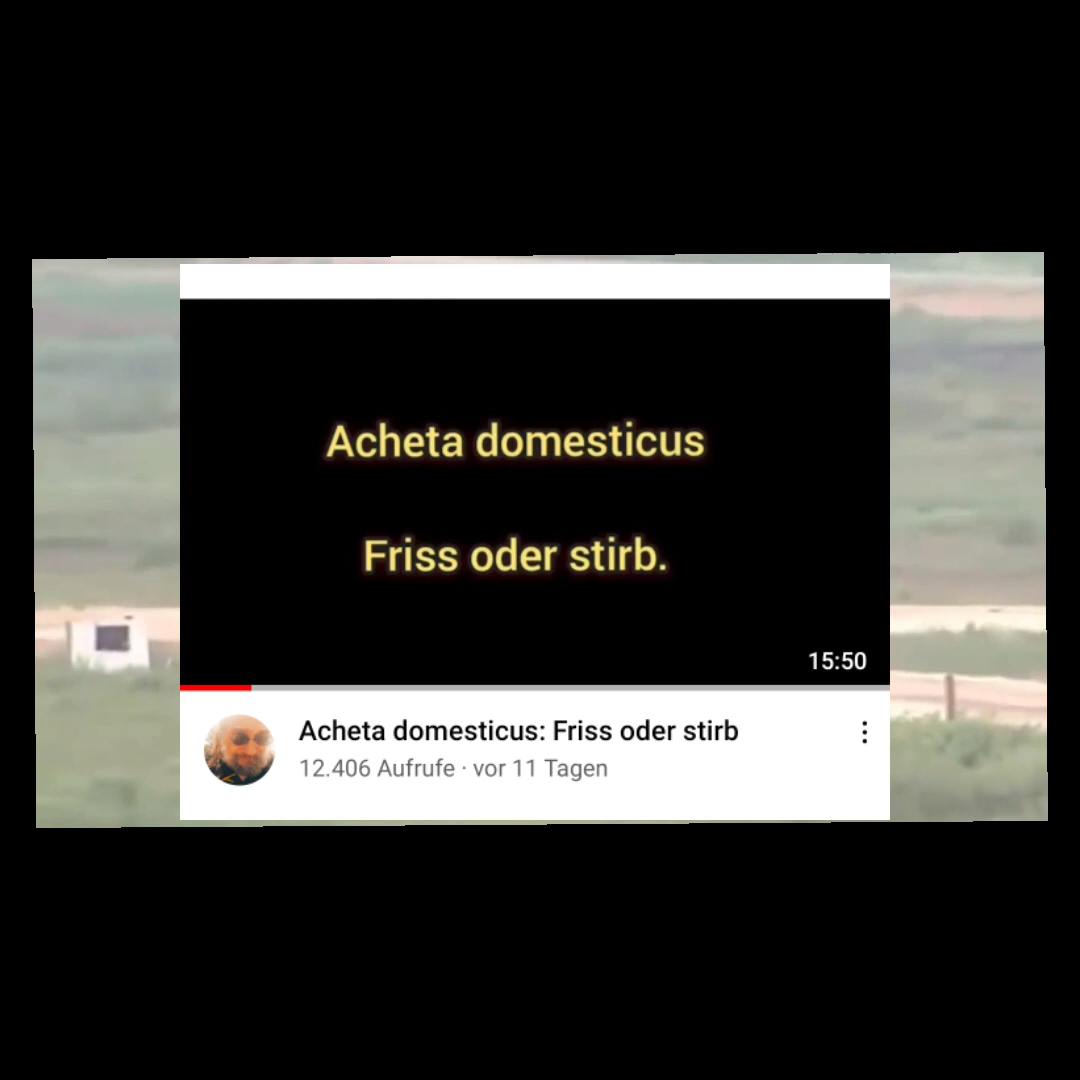 Acheta domesticus
Friss oder stirb.
15:50
Acheta domesticus: Friss oder stirb
12.406 Aufrufe · vor 11 Tagen